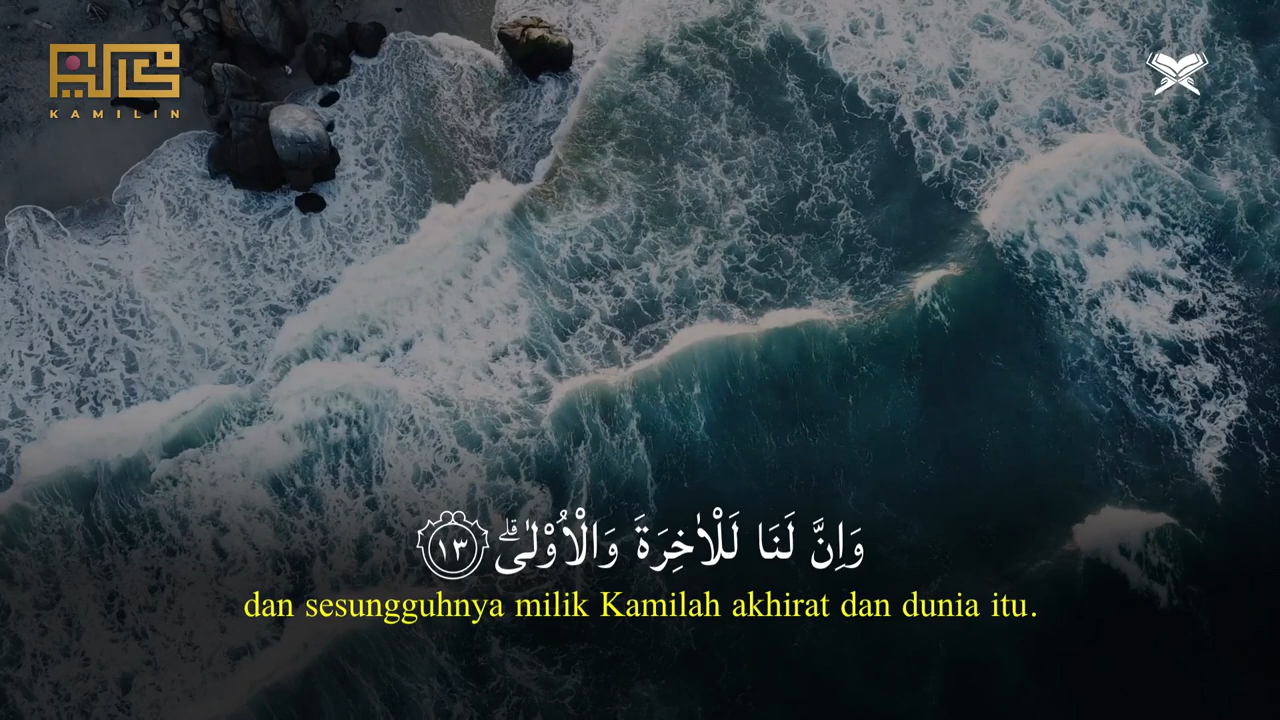 KAMILIN
وَاِنَّ لَنَا لَلْاٰخِرَةَ وَالْاُوْلٰىۗ ١٣
dan sesungguhnya milik Kamilah akhirat dan dunia itu.